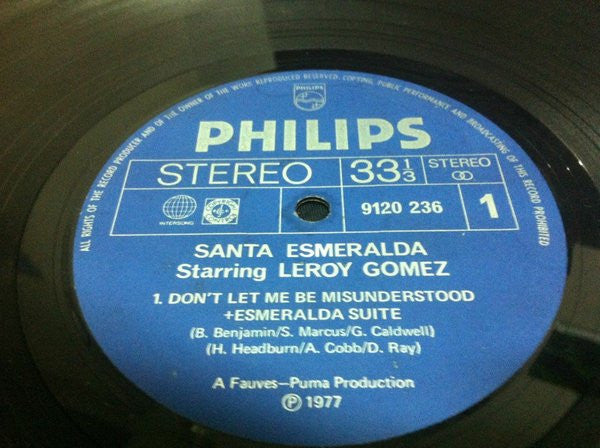 ALL RIGHTS OF THE RECORD PRODUCER AND OF THE OWNER OF THE WORK REPRODUCED RESERVED. COPYING, PUBLIC PERFORMANCE AND BROADCASTING OF THIS RECORD PROHIBITED
PHILIPS
PHILIPS
STEREO 33 1/3 STEREO
INTERSONG 9120 236 1
SANTA ESMERALDA
Starring LEROY GOMEZ
1. DON'T LET ME BE MISUNDERSTOOD
+ESMERALDA SUITE
(B. Benjamin/S. Marcus/G. Caldwell)
(H. Headburn/A. Cobb/D. Ray)
A Fauves-Puma Production
Ⓟ 1977